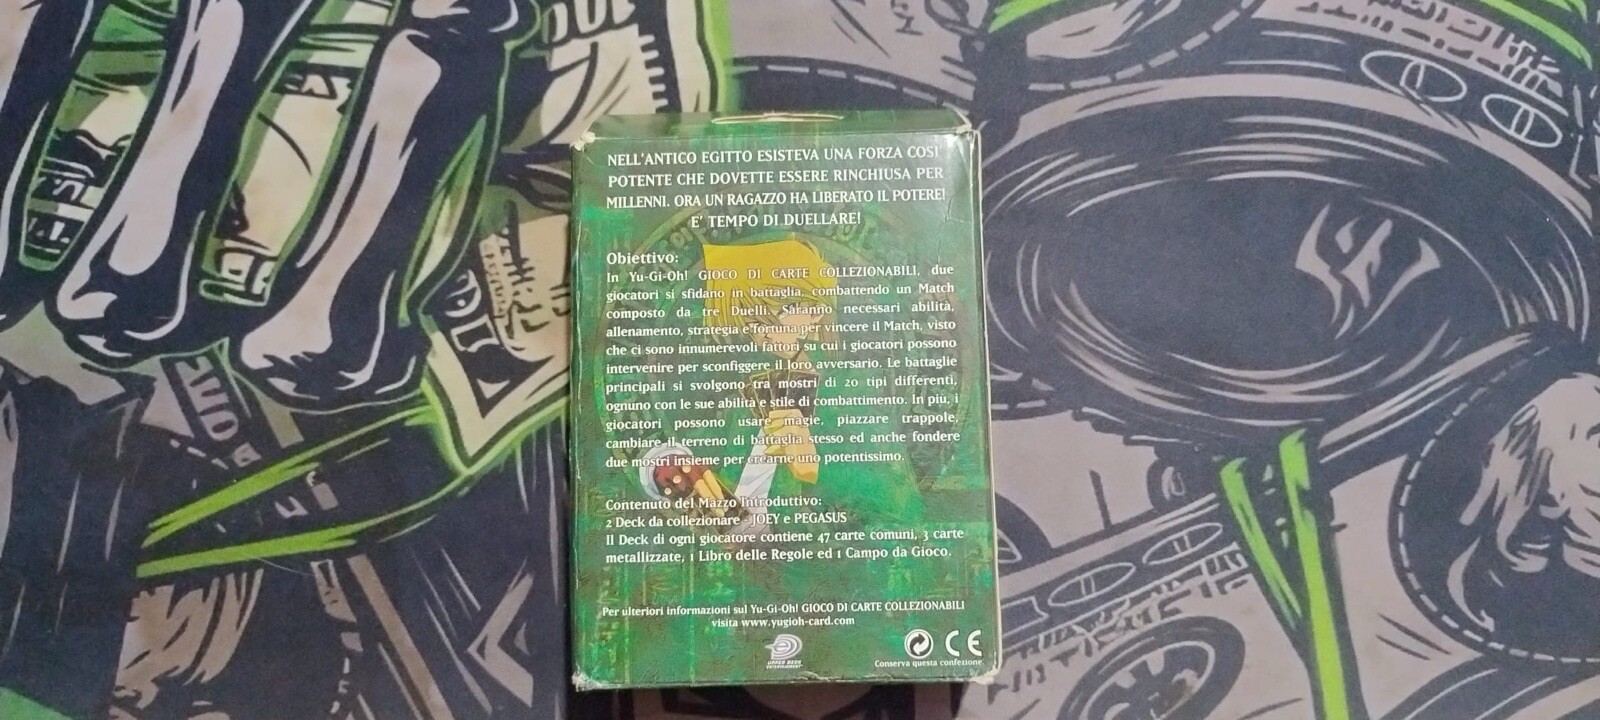 NELL'ANTICO EGITTO ESISTEVA UNA FORZA COSI'
POTENTE CHE DOVETTE ESSERE RINCHIUSA PER
MILLENNI. ORA UN RAGAZZO HA LIBERATO IL POTERE!
E' TEMPO DI DUELLARE!
Obiettivo:
In Yu-Gi-Oh! GIOCO DI CARTE COLLEZIONABILI, due
giocatori si sfidano in battaglia, combattendo un Match
composto da tre Duelli. Saranno necessari abilità,
allenamento, strategia e fortuna per vincere il Match, visto
che ci sono innumerevoli fattori su cui i giocatori possono
intervenire per sconfiggere il loro avversario. Le battaglie
principali si svolgono tra mostri di 20 tipi differenti,
ognuno con le sue abilità e stile di combattimento. In più, i
giocatori possono usare magie, piazzare trappole,
cambiare il terreno di battaglia stesso ed anche fondere
due mostri insieme per crearne uno potentissimo.
Contenuto del Mazzo Introduttivo:
2 Deck da collezionare - JOEY e PEGASUS
Il Deck di ogni giocatore contiene 47 carte comuni, 3 carte
metallizzate, 1 Libro delle Regole ed 1 Campo da Gioco.
Per ulteriori informazioni sul Yu-Gi-Oh! GIOCO DI CARTE COLLEZIONABILI
visita www.yugioh-card.com
UPPER DECK
ENTERTAINMENT
CE
Conserva questa confezione